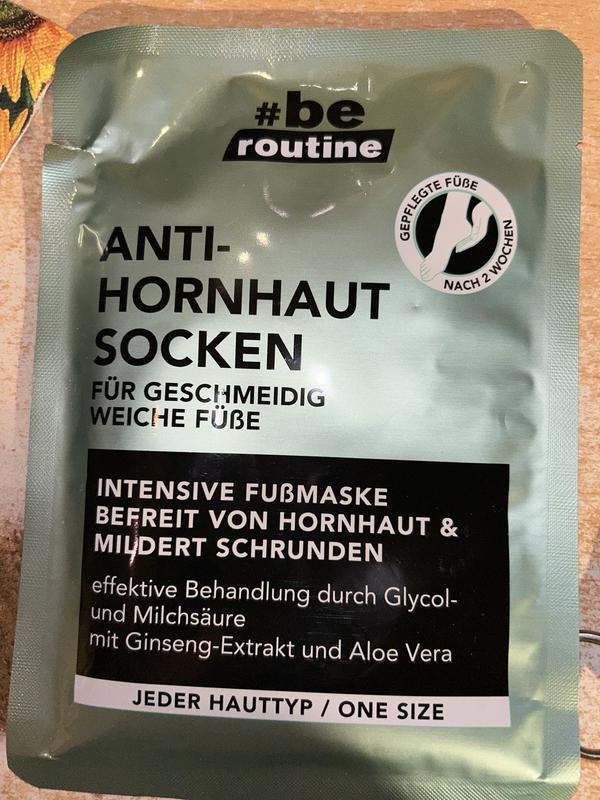 #be
routine
GEPFLEGTE FÜßE
NACH 2 WOCHEN
ANTI-
HORNHAUT
SOCKEN
FÜR GESCHMEIDIG
WEICHE FÜßE
INTENSIVE FUßMASKE
BEFREIT VON HORNHAUT &
MILDERT SCHRUNDEN
effektive Behandlung durch Glycol-
und Milchsäure
mit Ginseng-Extrakt und Aloe Vera
JEDER HAUTTYP / ONE SIZE